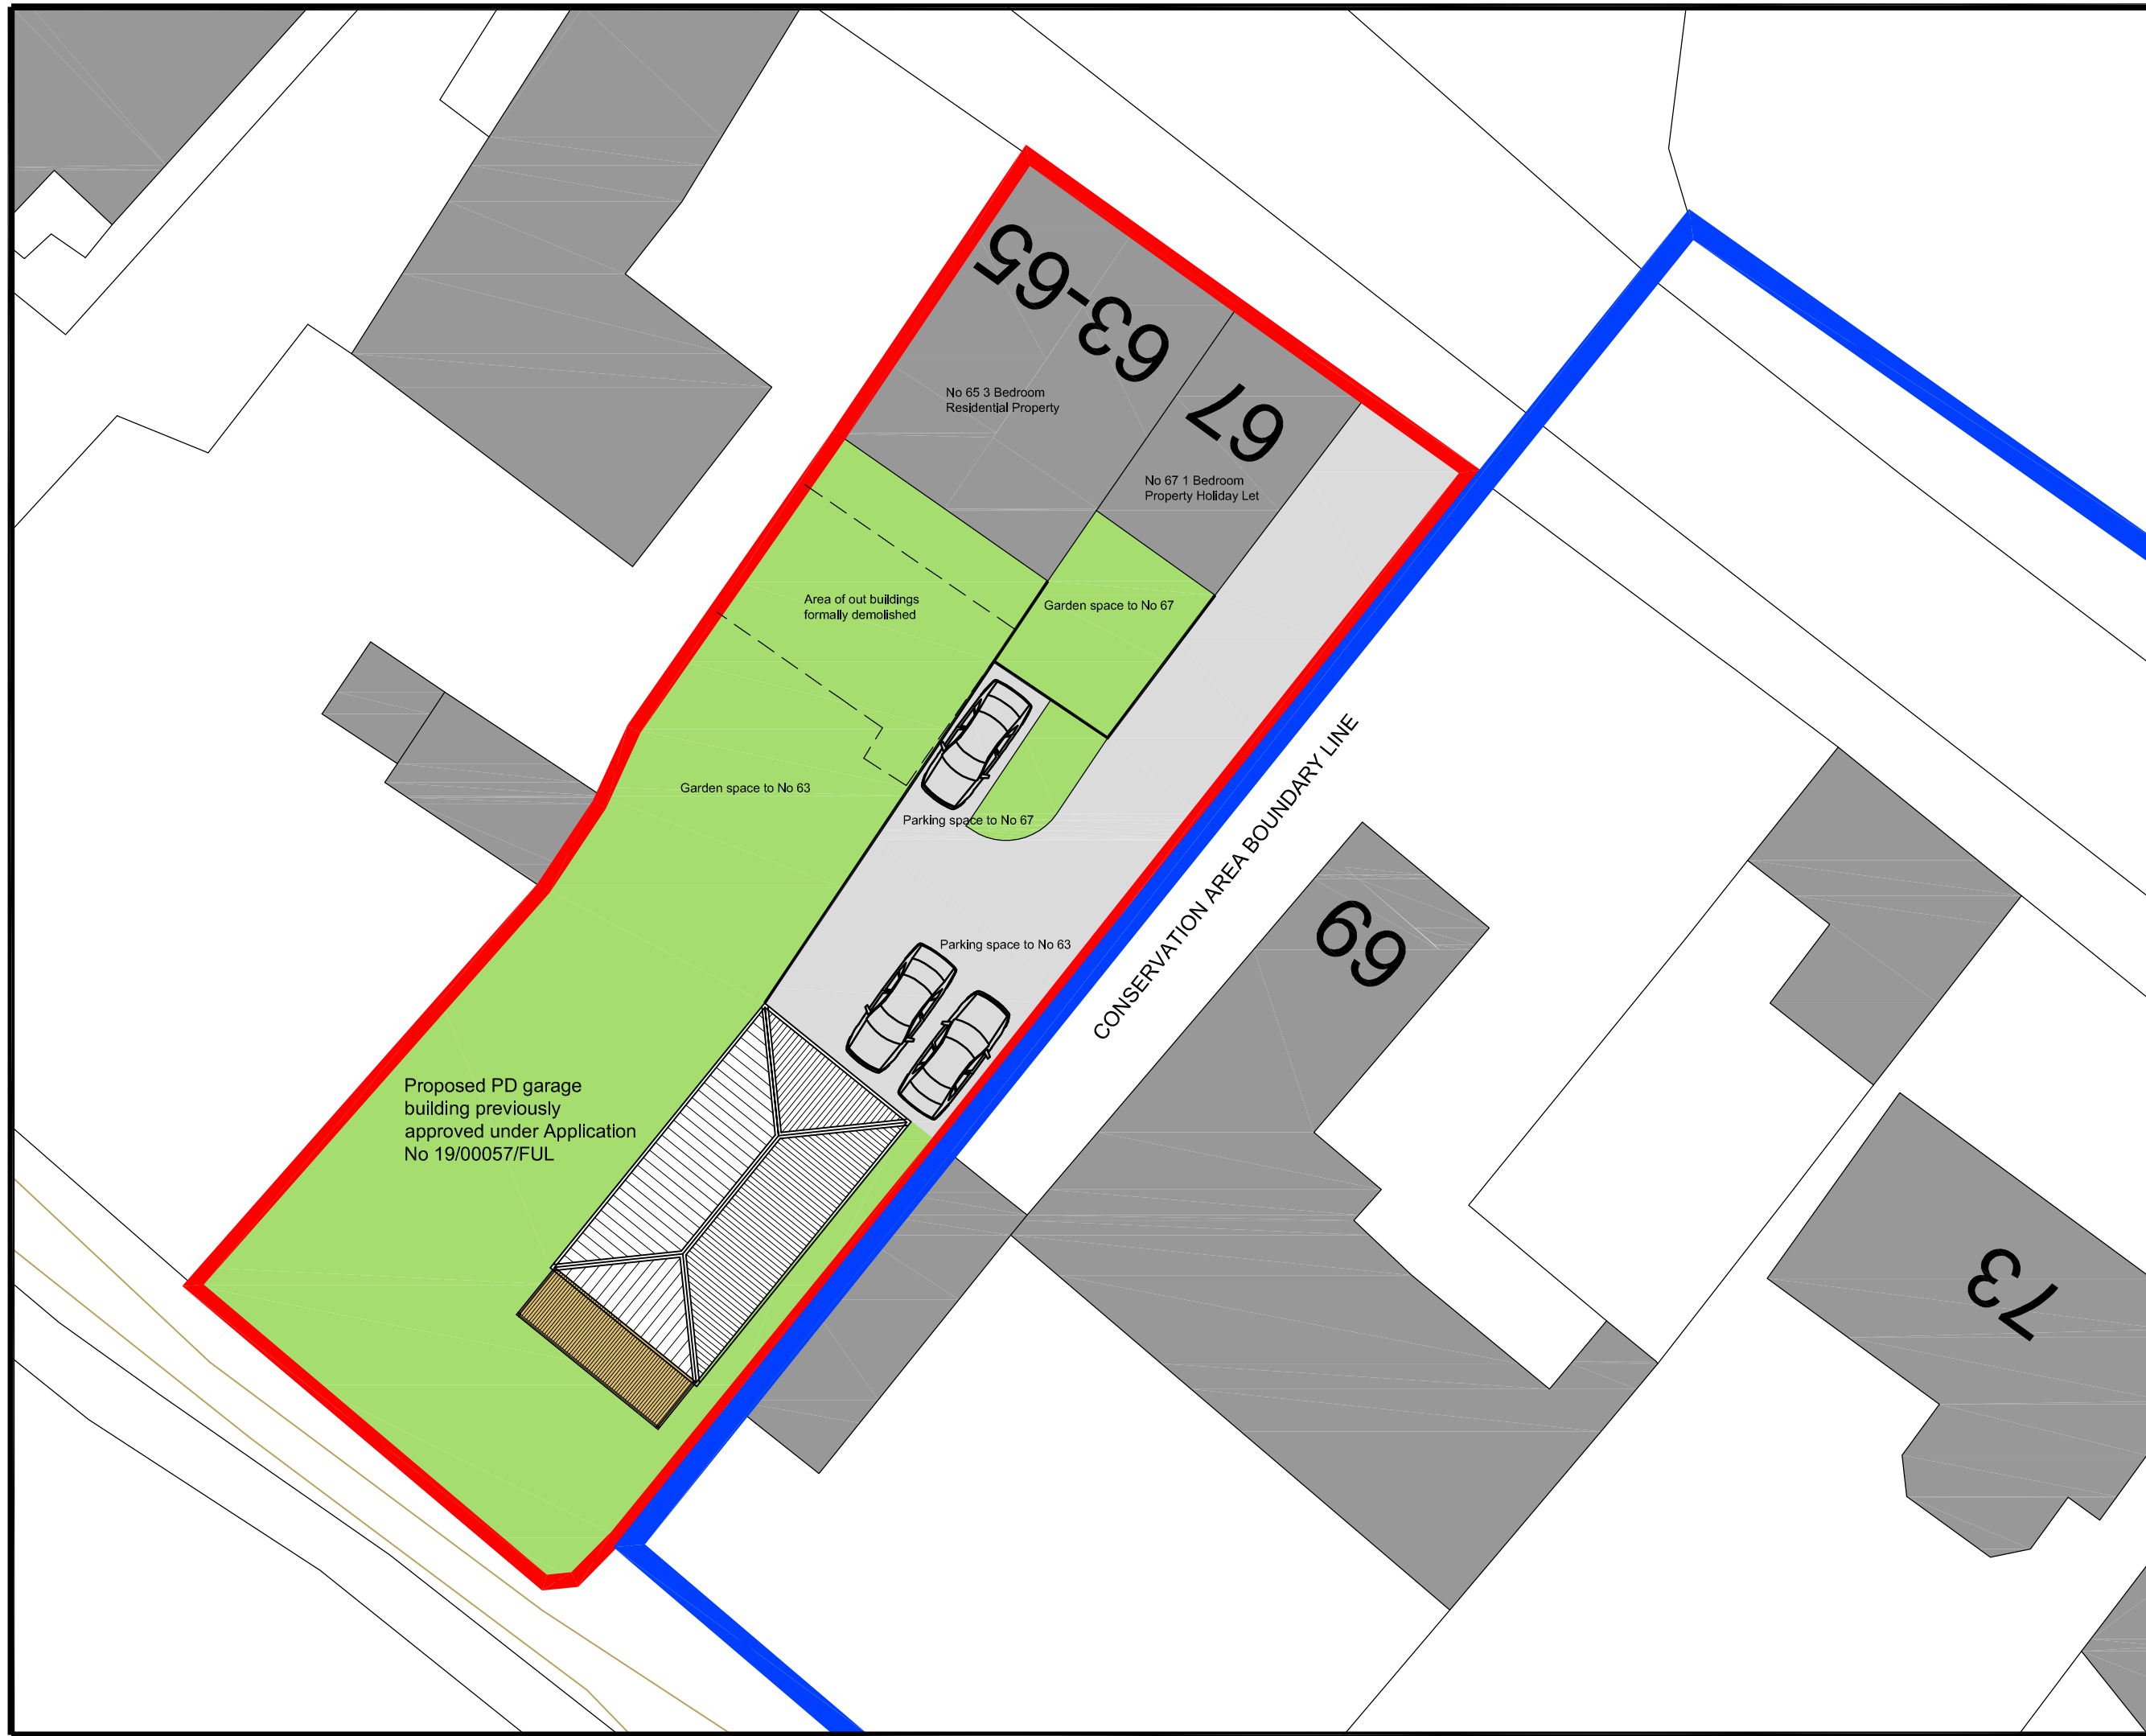 63-65
No 65 3 Bedroom
Residential Property
67
No 67 1 Bedroom
Property Holiday Let
Area of out buildings
formally demolished
Garden space to No 67
Garden space to No 63
Parking space to No 67
CONSERVATION AREA BOUNDARY LINE
69
Parking space to No 63
Proposed PD garage
building previously
approved under Application
No 19/00057/FUL
73